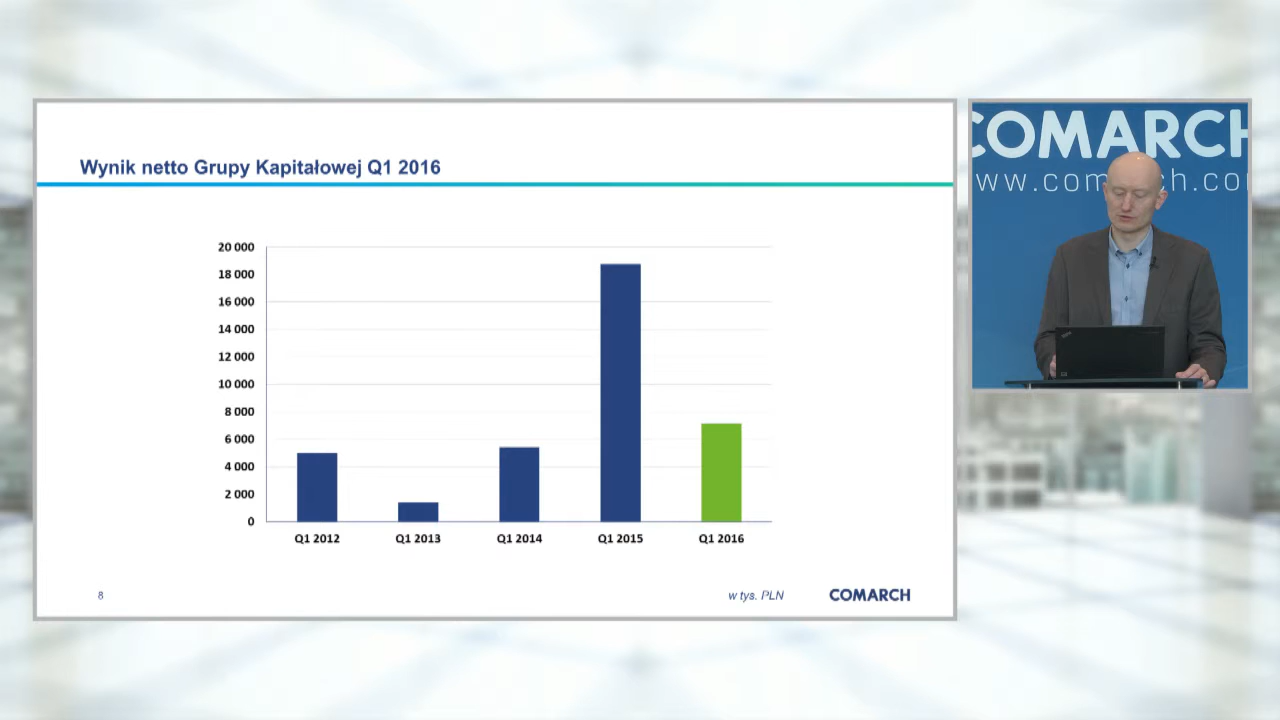 Wynik netto Grupy Kapitałowej Q1 2016
20 000
18 000
16 000
14 000
12 000
10 000
8 000
6 000
4 000
2 000
0
Q1 2012 Q1 2013 Q1 2014 Q1 2015 Q1 2016
8 w tys. PLN COMARCH
COMARCH